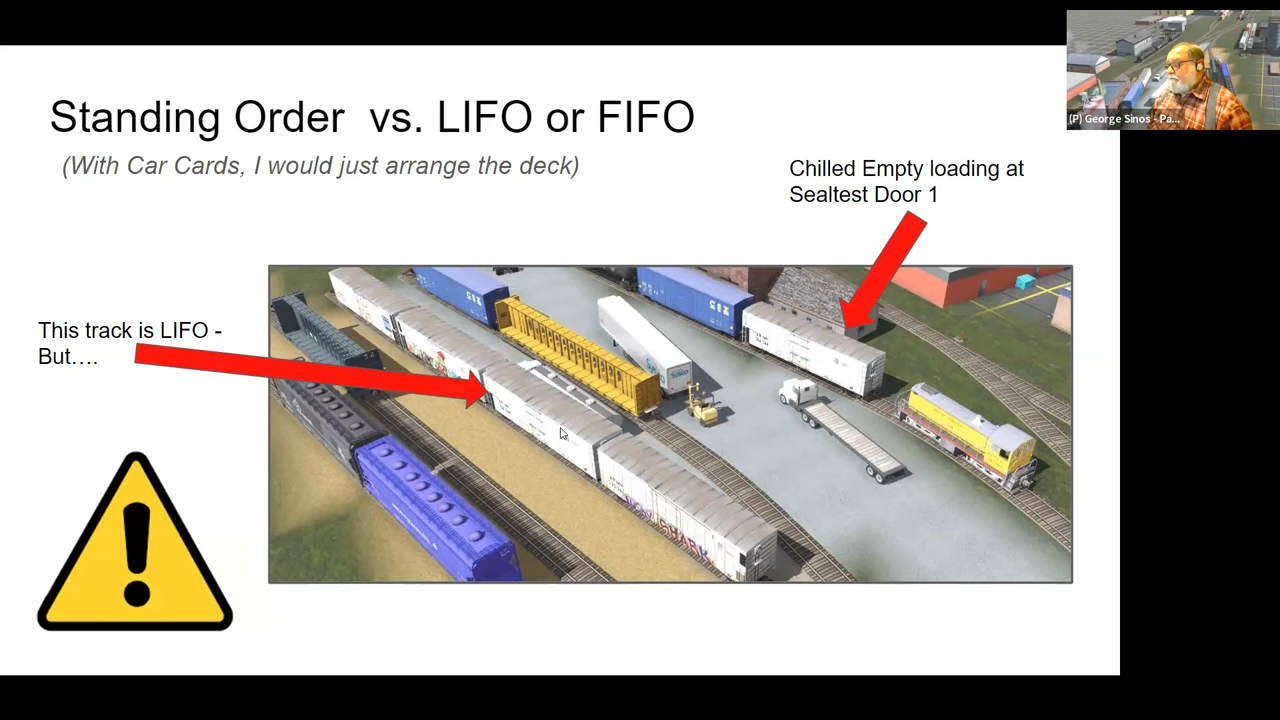 Standing Order vs. LIFO or FIFO
(With Car Cards, I would just arrange the deck)
Chilled Empty loading at
Sealtest Door 1
This track is LIFO -
But….
(P) George Sinos - Pa...
SHARK